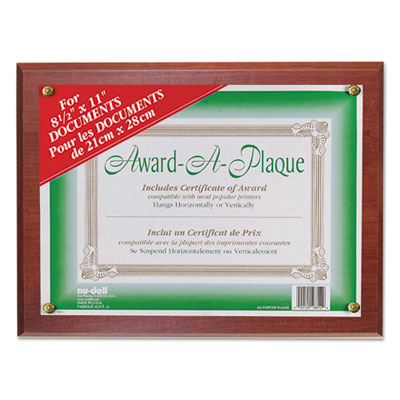 For
8½" x 11"
DOCUMENTS
Pour les DOCUMENTS
de 21cm x 28cm
Award-A-Plaque
Includes Certificate of Award
compatible with most popular printers
Hangs Horizontally or Vertically
Inclut un Certificat de Prix
compatible avec la plupart des imprimantes courantes
Se Suspend Horizontalement ou Verticalement
nu-dell
MADE IN U.S.A.